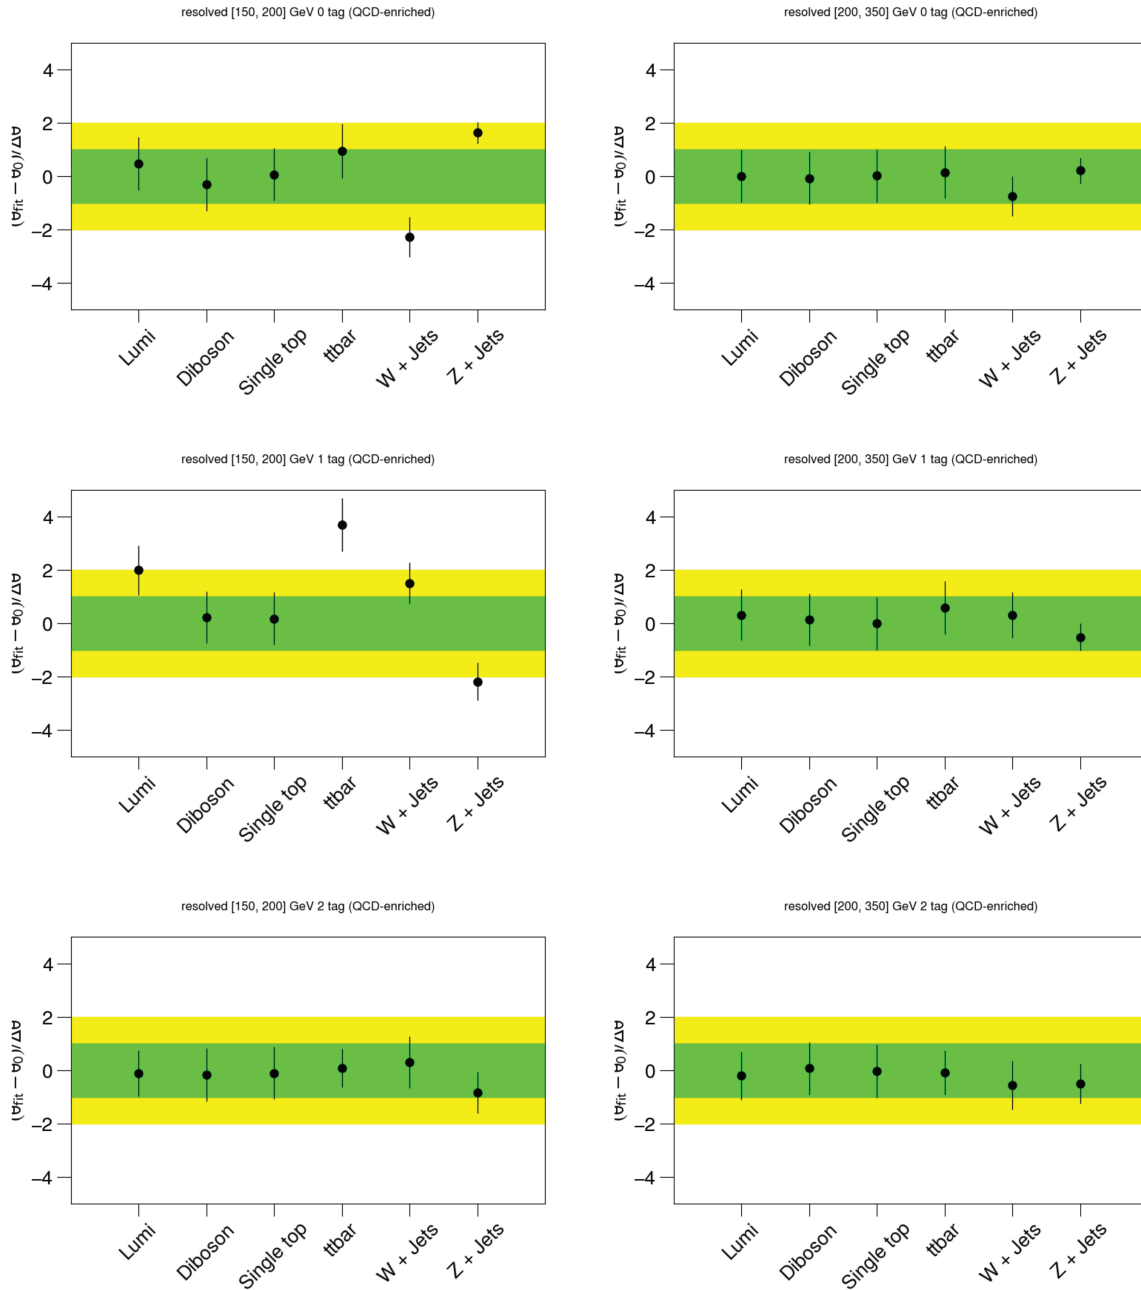 resolved [150, 200] GeV 0 tag (QCD-enriched)
4
2
0
−2
−4
Lumi
Diboson
Single top
ttbar
W + Jets
Z + Jets
resolved [200, 350] GeV 0 tag (QCD-enriched)
4
2
0
−2
−4
Lumi
Diboson
Single top
ttbar
W + Jets
Z + Jets
resolved [150, 200] GeV 1 tag (QCD-enriched)
4
2
0
−2
−4
Lumi
Diboson
Single top
ttbar
W + Jets
Z + Jets
resolved [200, 350] GeV 1 tag (QCD-enriched)
4
2
0
−2
−4
Lumi
Diboson
Single top
ttbar
W + Jets
Z + Jets
resolved [150, 200] GeV 2 tag (QCD-enriched)
4
2
0
−2
−4
Lumi
Diboson
Single top
ttbar
W + Jets
Z + Jets
resolved [200, 350] GeV 2 tag (QCD-enriched)
4
2
0
−2
−4
Lumi
Diboson
Single top
ttbar
W + Jets
Z + Jets